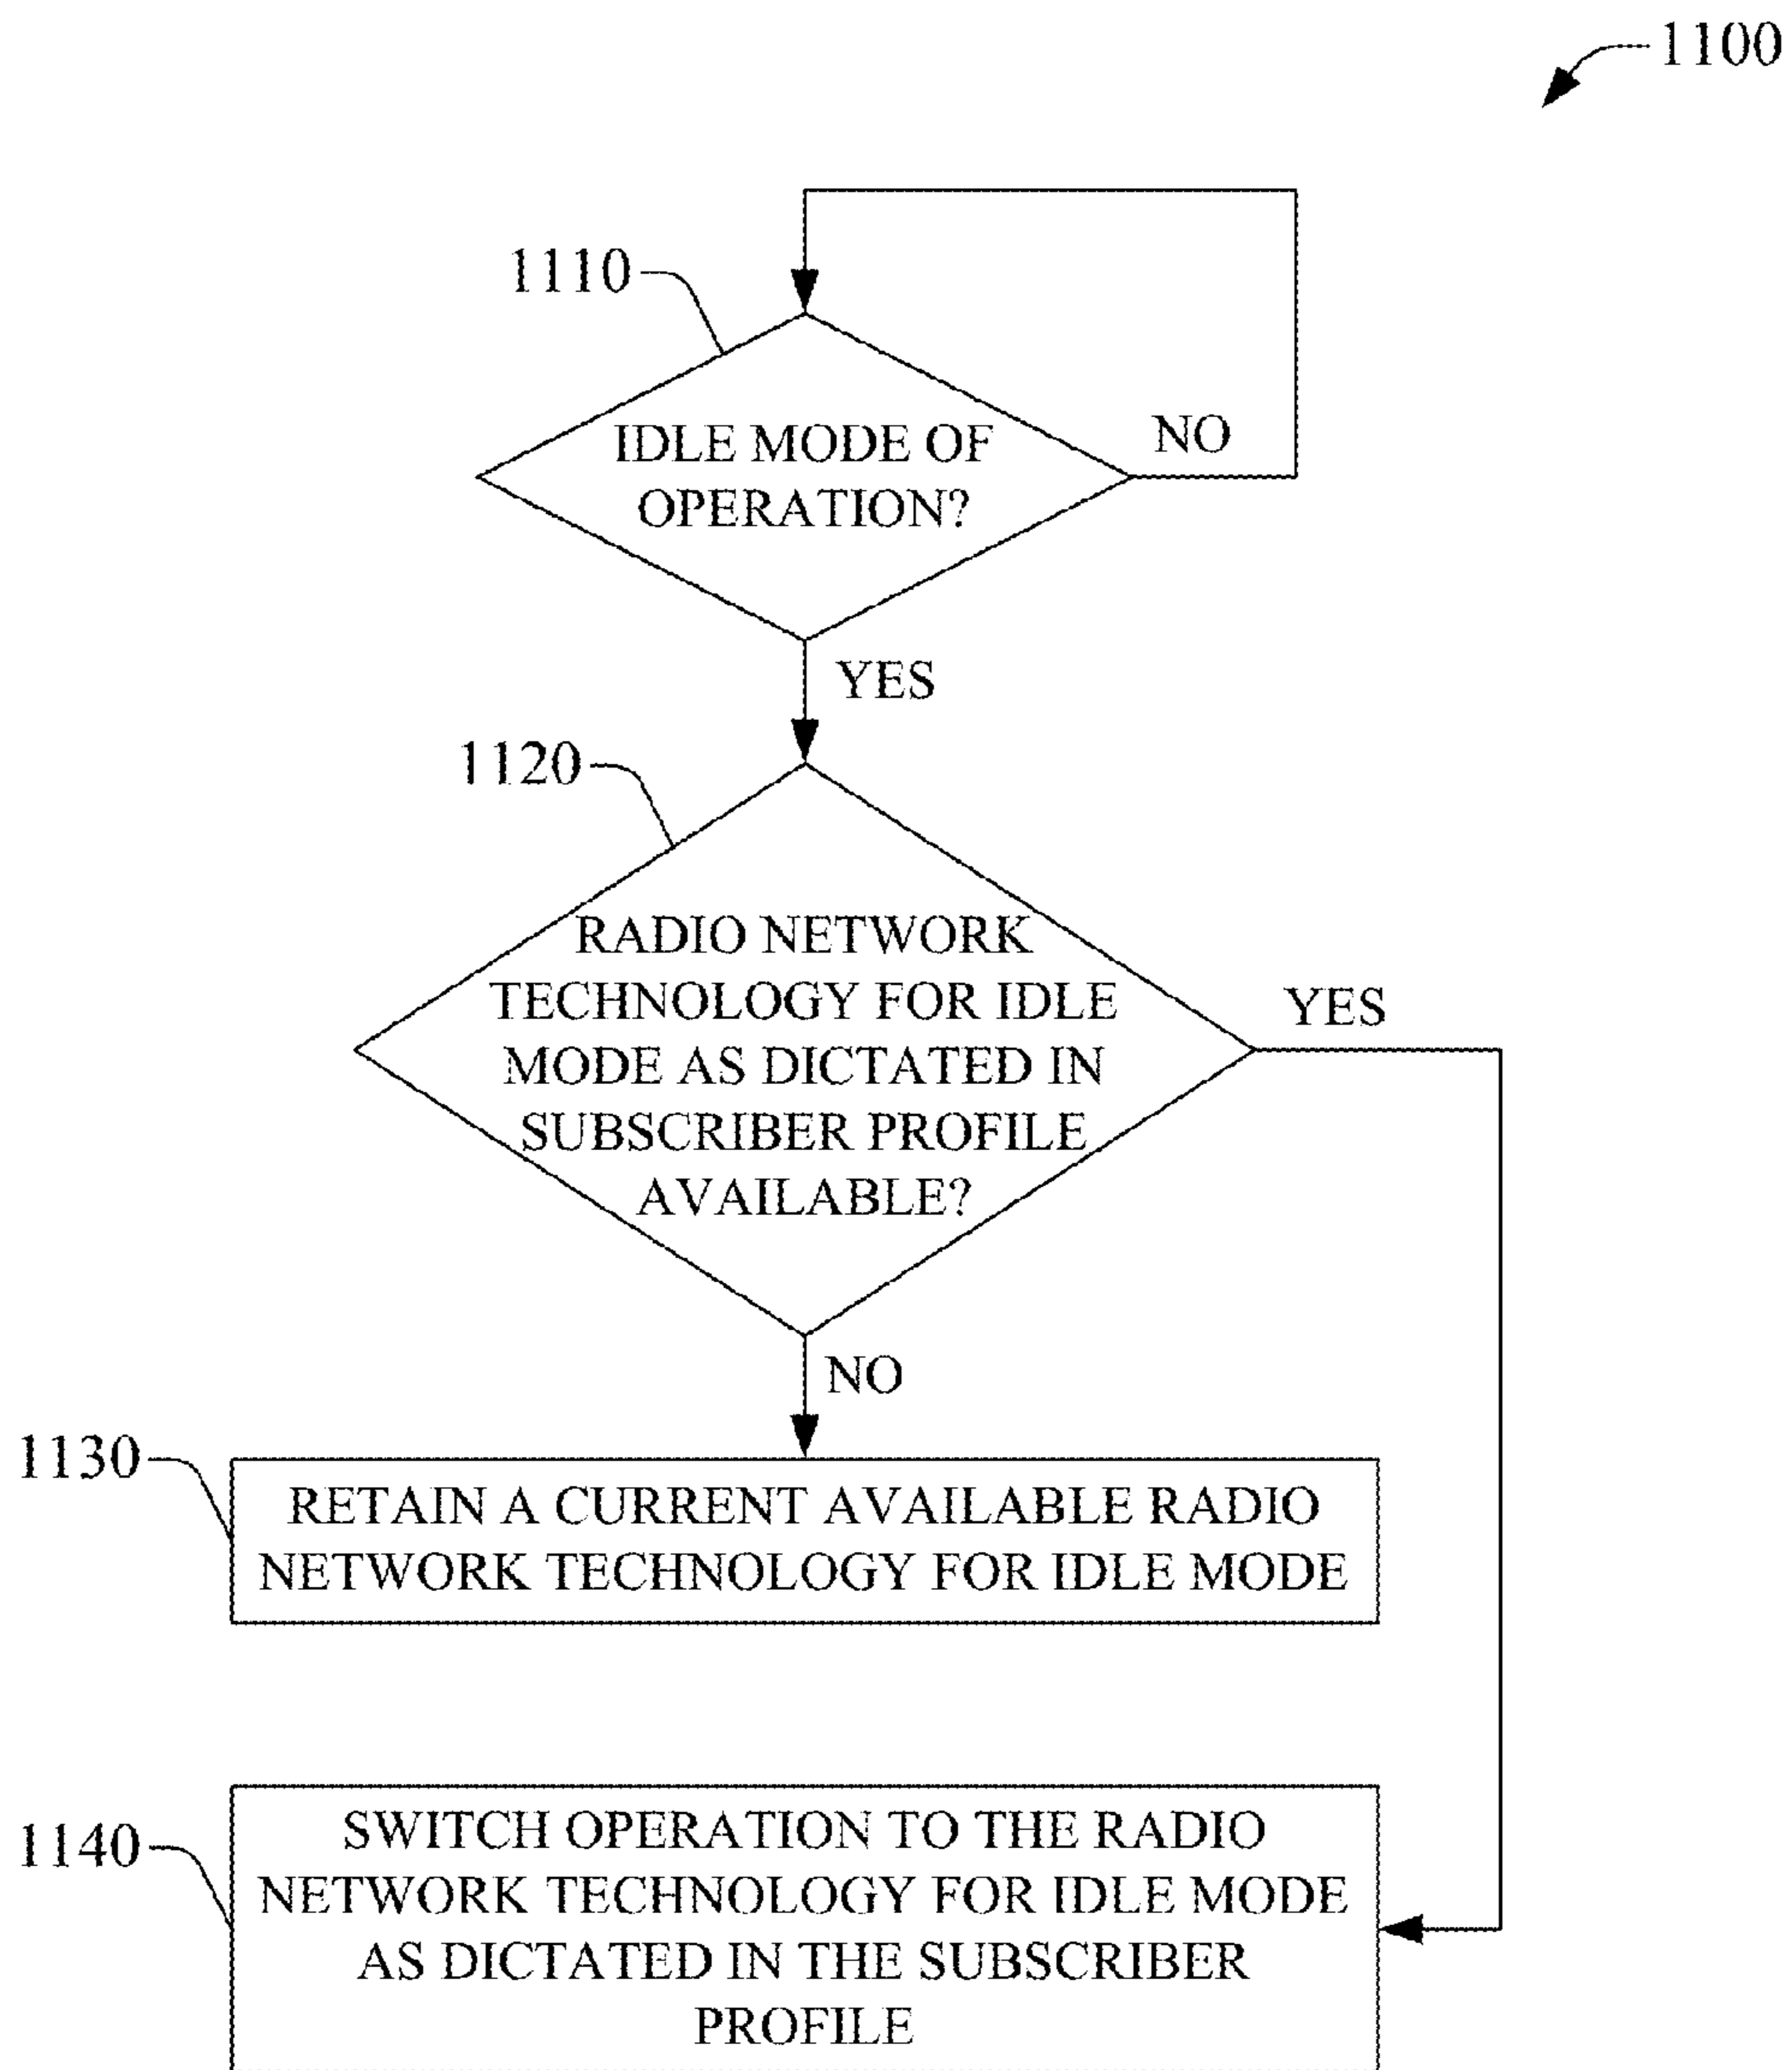 1100
1110
IDLE MODE OF
OPERATION?
NO
YES
1120
RADIO NETWORK
TECHNOLOGY FOR IDLE
MODE AS DICTATED IN
SUBSCRIBER PROFILE
AVAILABLE?
YES
NO
1130
RETAIN A CURRENT AVAILABLE RADIO
NETWORK TECHNOLOGY FOR IDLE MODE
1140
SWITCH OPERATION TO THE RADIO
NETWORK TECHNOLOGY FOR IDLE MODE
AS DICTATED IN THE SUBSCRIBER
PROFILE